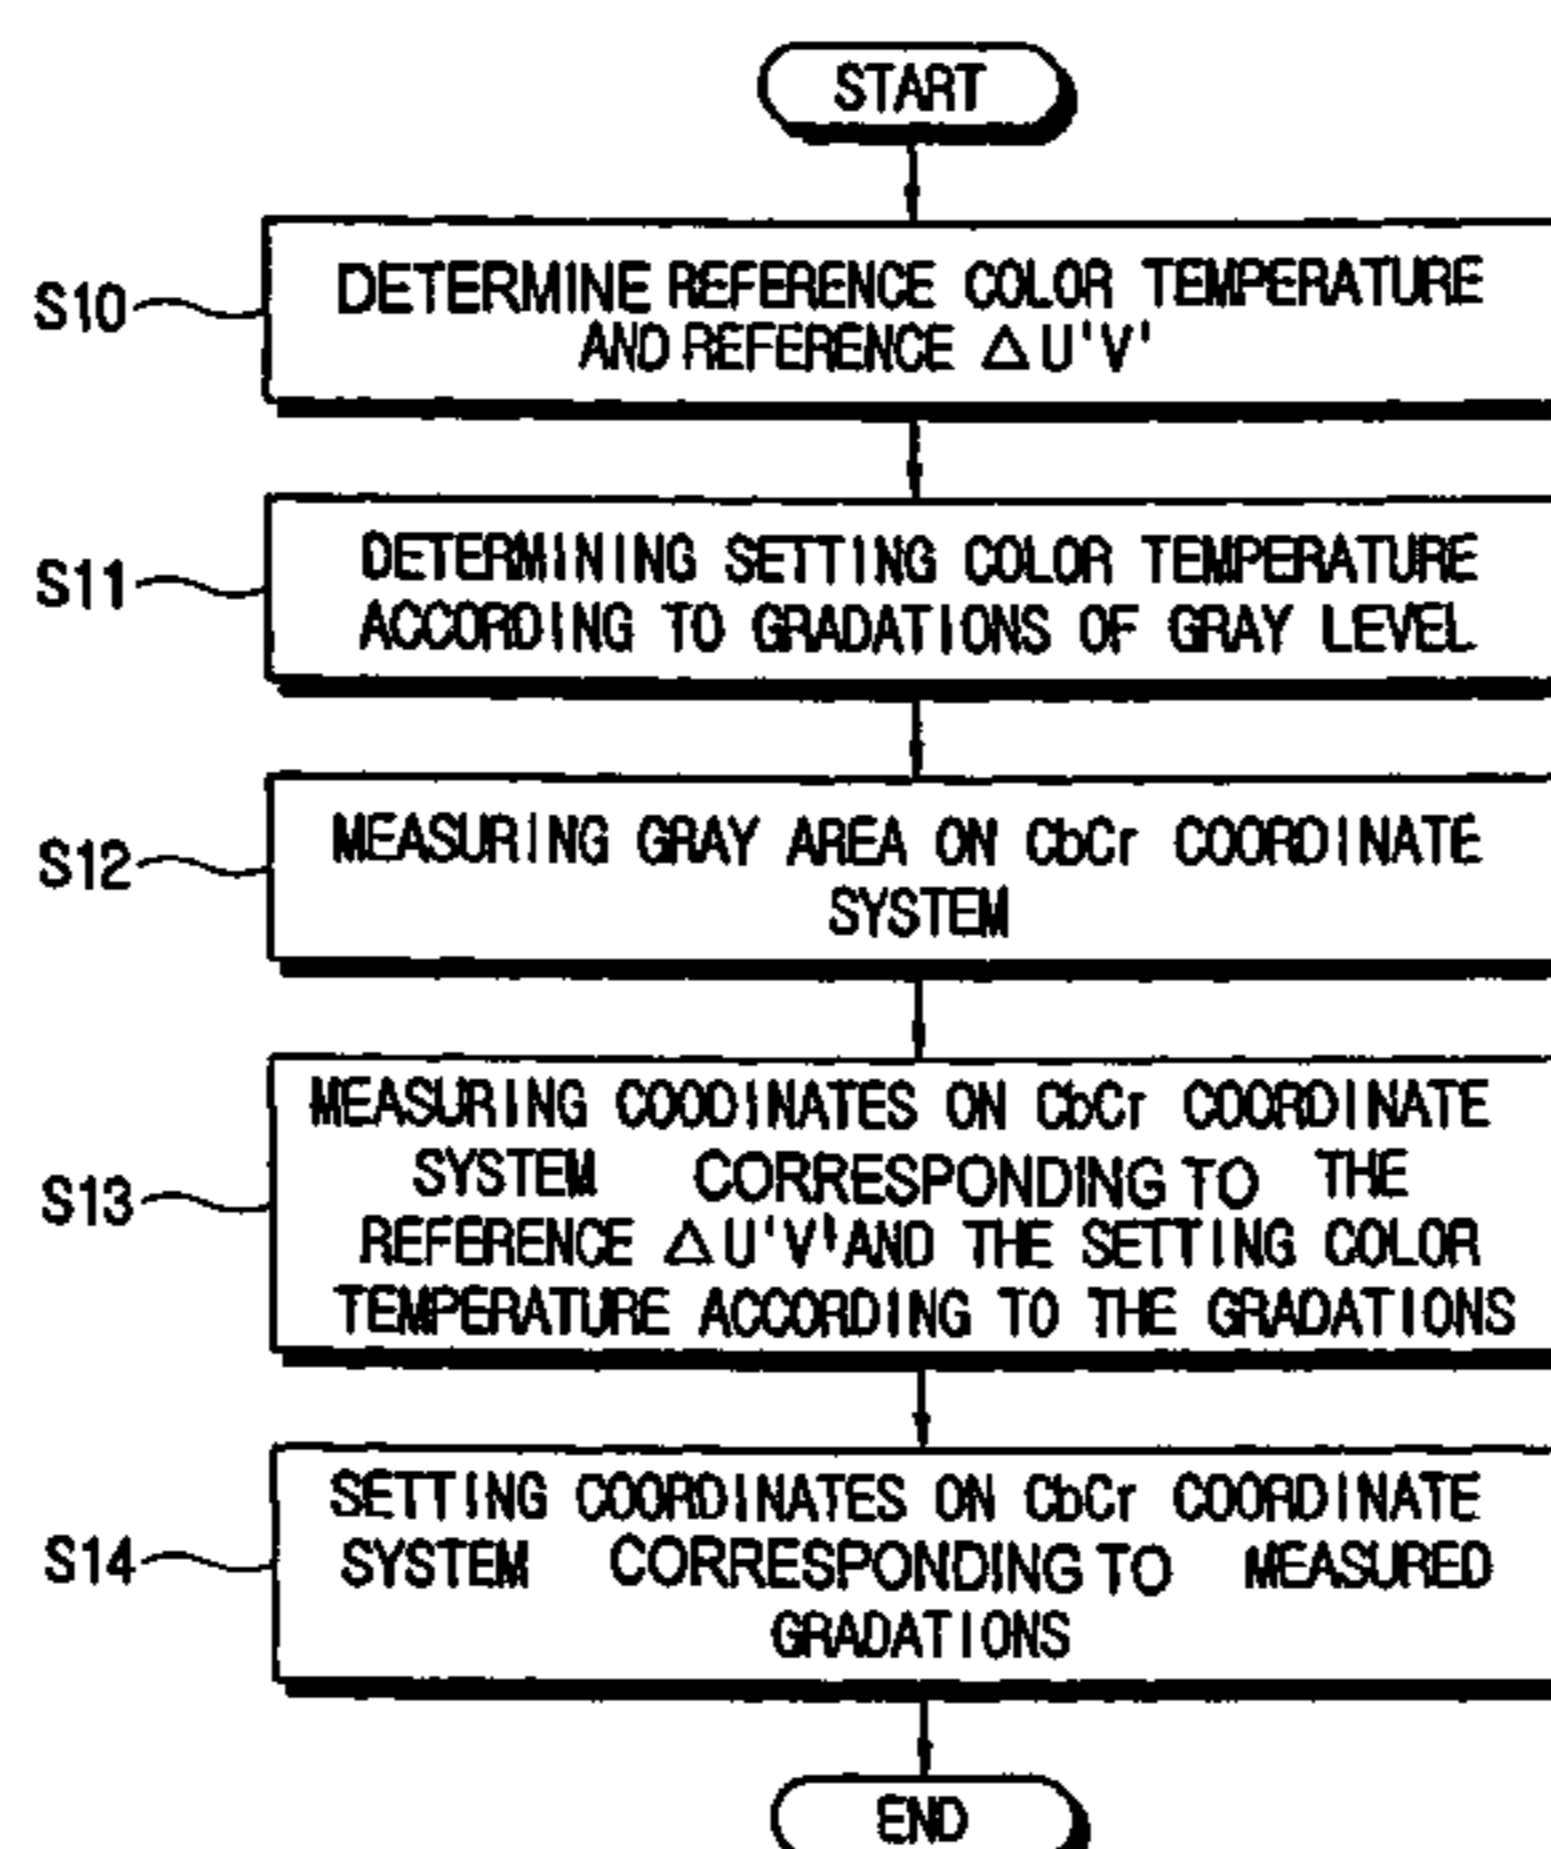 START
S10
DETERMINE REFERENCE COLOR TEMPERATURE
AND REFERENCE △U'V'
S11
DETERMINING SETTING COLOR TEMPERATURE
ACCORDING TO GRADATIONS OF GRAY LEVEL
S12
MEASURING GRAY AREA ON CbCr COORDINATE
SYSTEM
S13
MEASURING COODINATES ON CbCr COORDINATE
SYSTEM CORRESPONDING TO THE
REFERENCE △U'V' AND THE SETTING COLOR
TEMPERATURE ACCORDING TO THE GRADATIONS
S14
SETTING COORDINATES ON CbCr COORDINATE
SYSTEM CORRESPONDING TO MEASURED
GRADATIONS
END